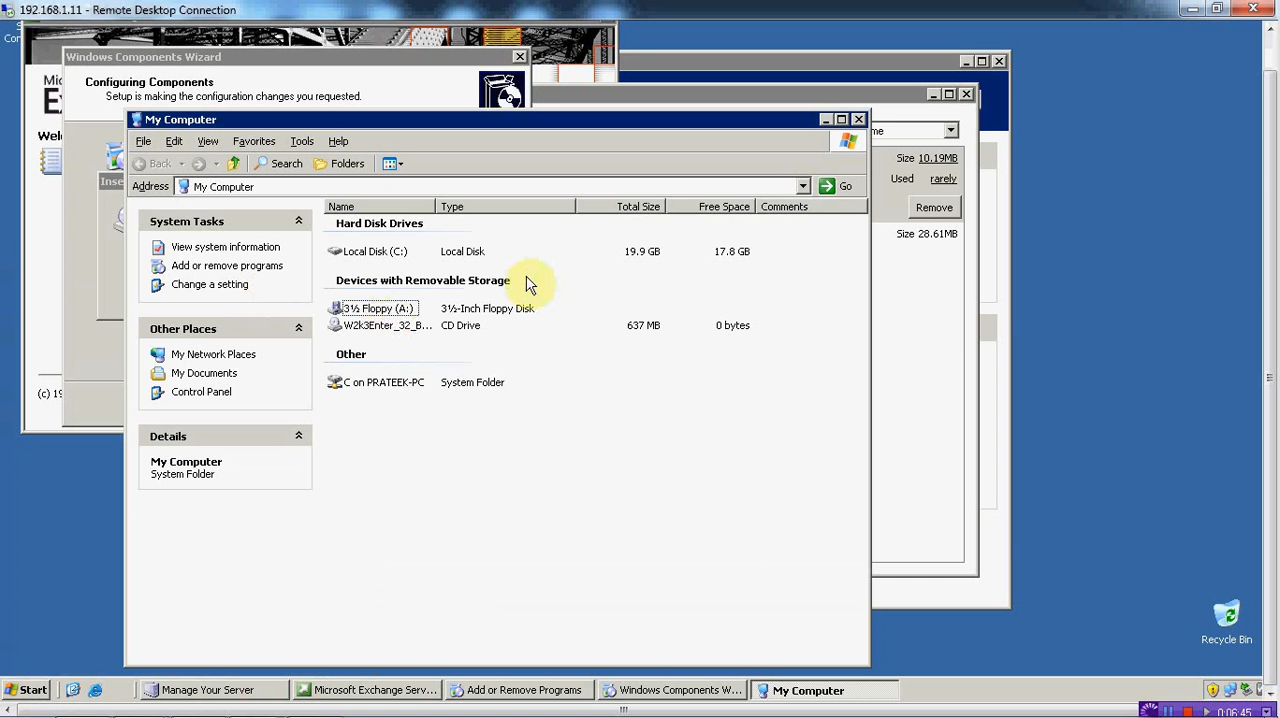 192.168.1.11 - Remote Desktop Connection
Windows Components Wizard
Configuring Components
Setup is making the configuration changes you requested.
My Computer
File Edit View Favorites Tools Help
Back Search Folders
Address My Computer Go
Name Type Total Size Free Space Comments
System Tasks
View system information
Add or remove programs
Change a setting
Other Places
My Network Places
My Documents
Control Panel
Details
My Computer
System Folder
Hard Disk Drives
Local Disk (C:) Local Disk 19.9 GB 17.8 GB
Devices with Removable Storage
3½ Floppy (A:) 3½-Inch Floppy Disk
W2k3Enter_32_B... CD Drive 637 MB 0 bytes
Other
C on PRATEEK-PC System Folder
Size 10.19MB
Used rarely
Remove
Size 28.61MB
Recycle Bin
Start Manage Your Server Microsoft Exchange Serv... Add or Remove Programs Windows Components W... My Computer
0:06:45